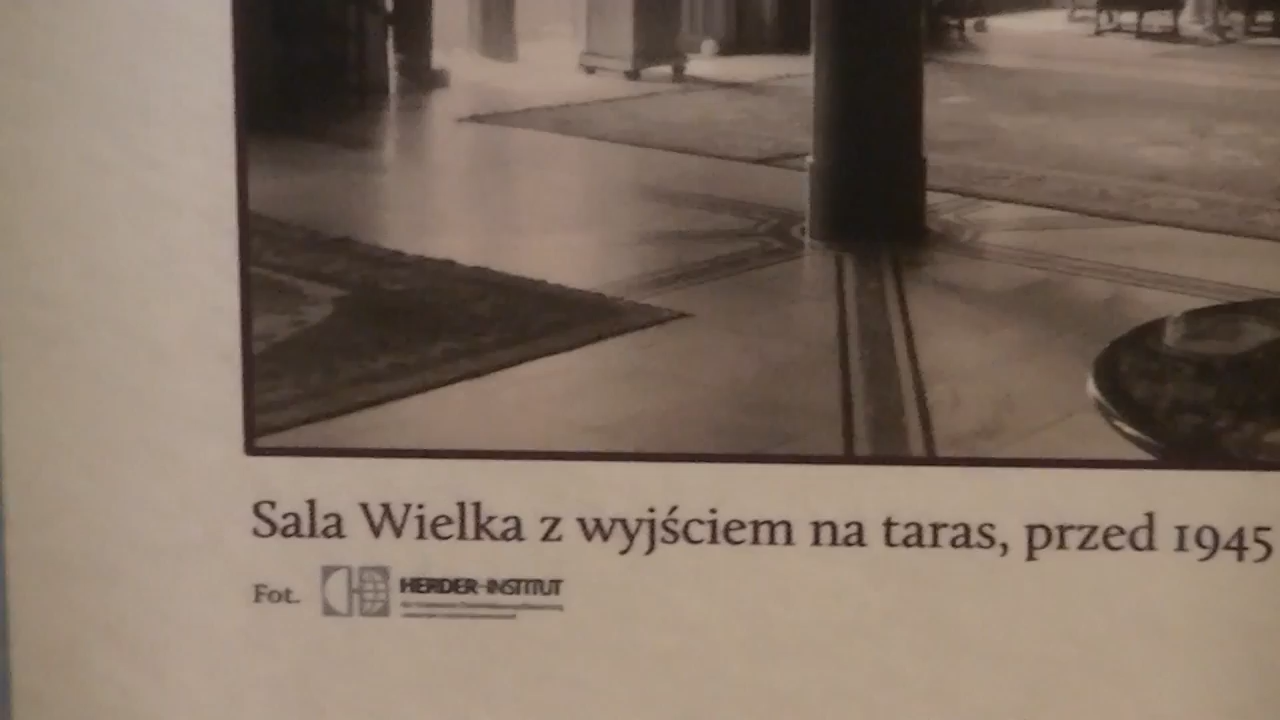 Sala Wielka z wyjściem na taras, przed 1945
Fot. HERDER-INSTITUT